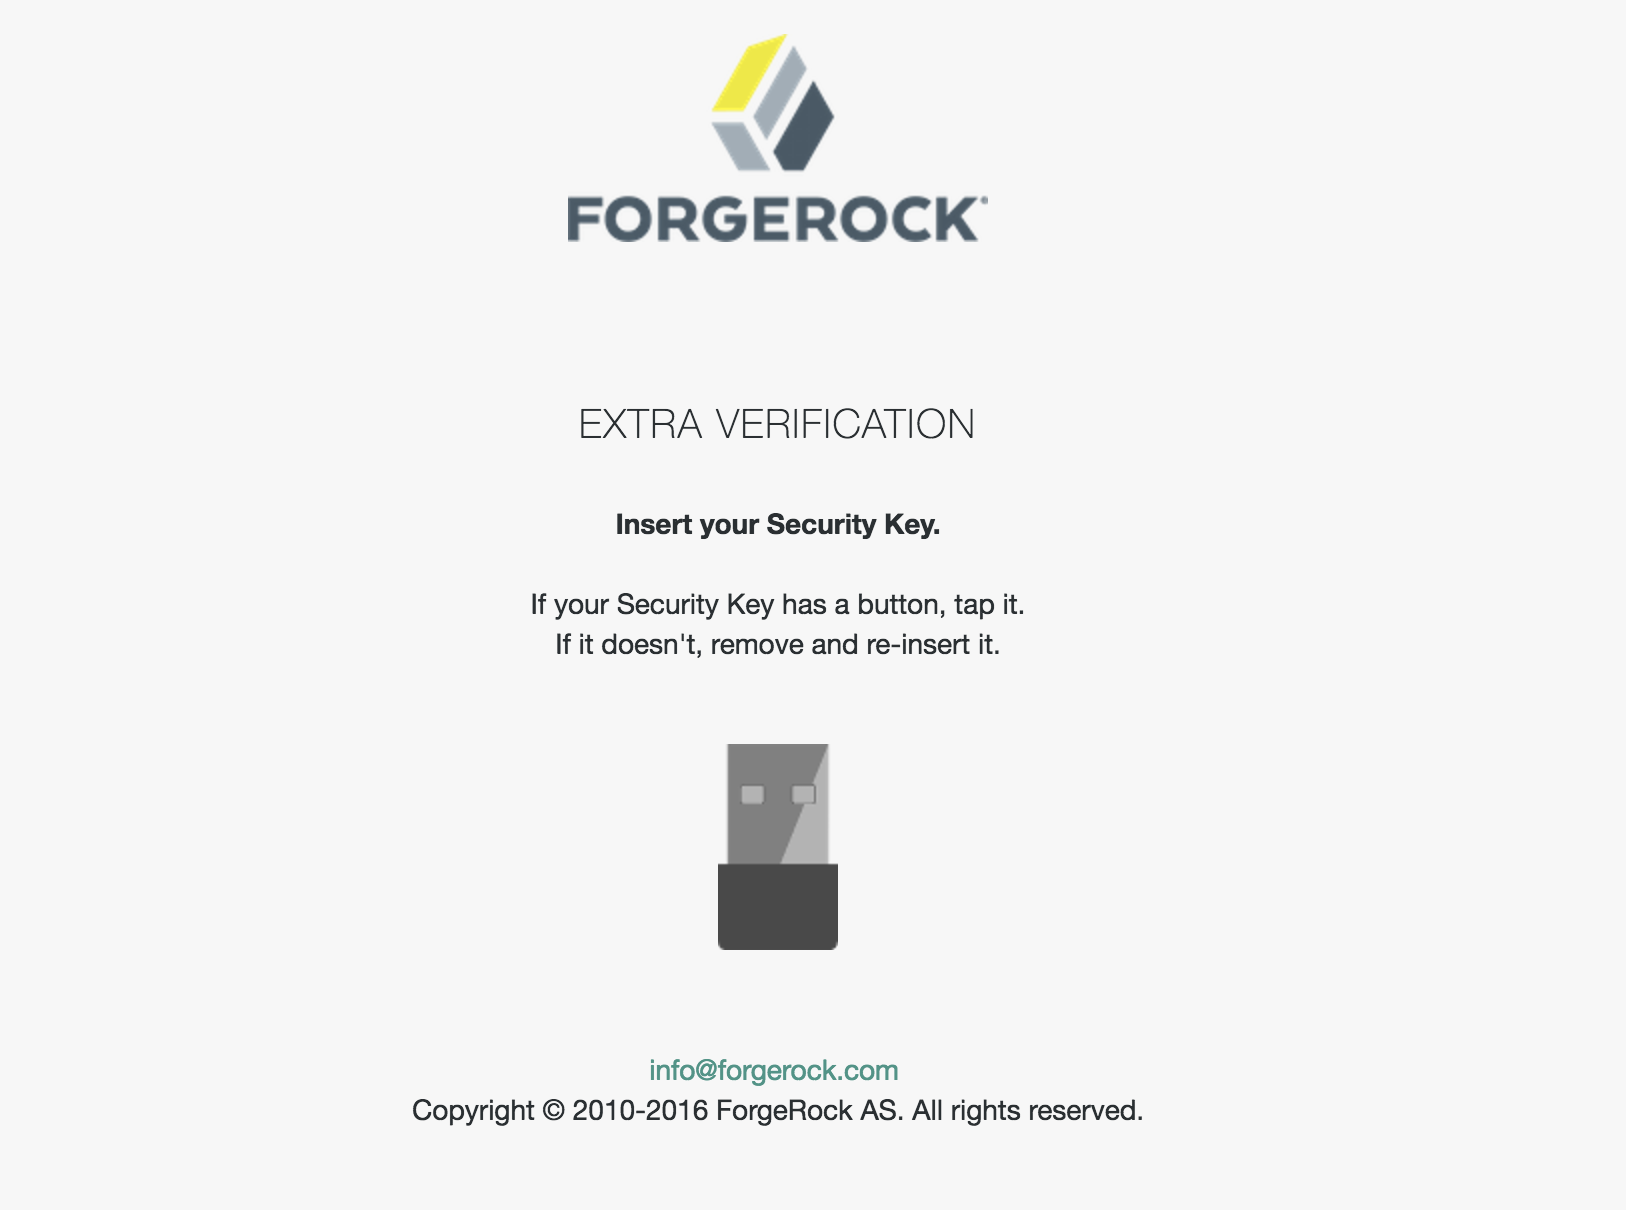 FORGEROCK
EXTRA VERIFICATION
Insert your Security Key.
If your Security Key has a button, tap it.
If it doesn't, remove and re-insert it.
info@forgerock.com
Copyright © 2010-2016 ForgeRock AS. All rights reserved.